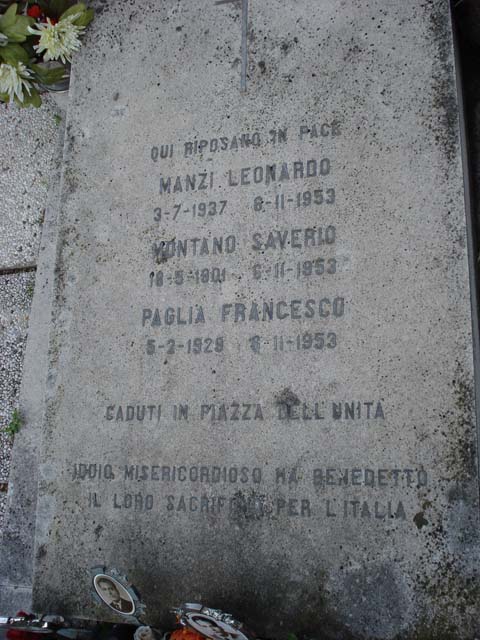 QUI RIPOSANO IN PACE
MANZI LEONARDO
3-7-1937 6-11-1953
MONTANO SAVERIO
18-5-1901 6-11-1953
PAGLIA FRANCESCO
5-2-1929 6-11-1953
CADUTI IN PIAZZA DELL'UNITÀ
IDDIO MISERICORDIOSO HA BENEDETTO
IL LORO SACRIFICIO PER L'ITALIA